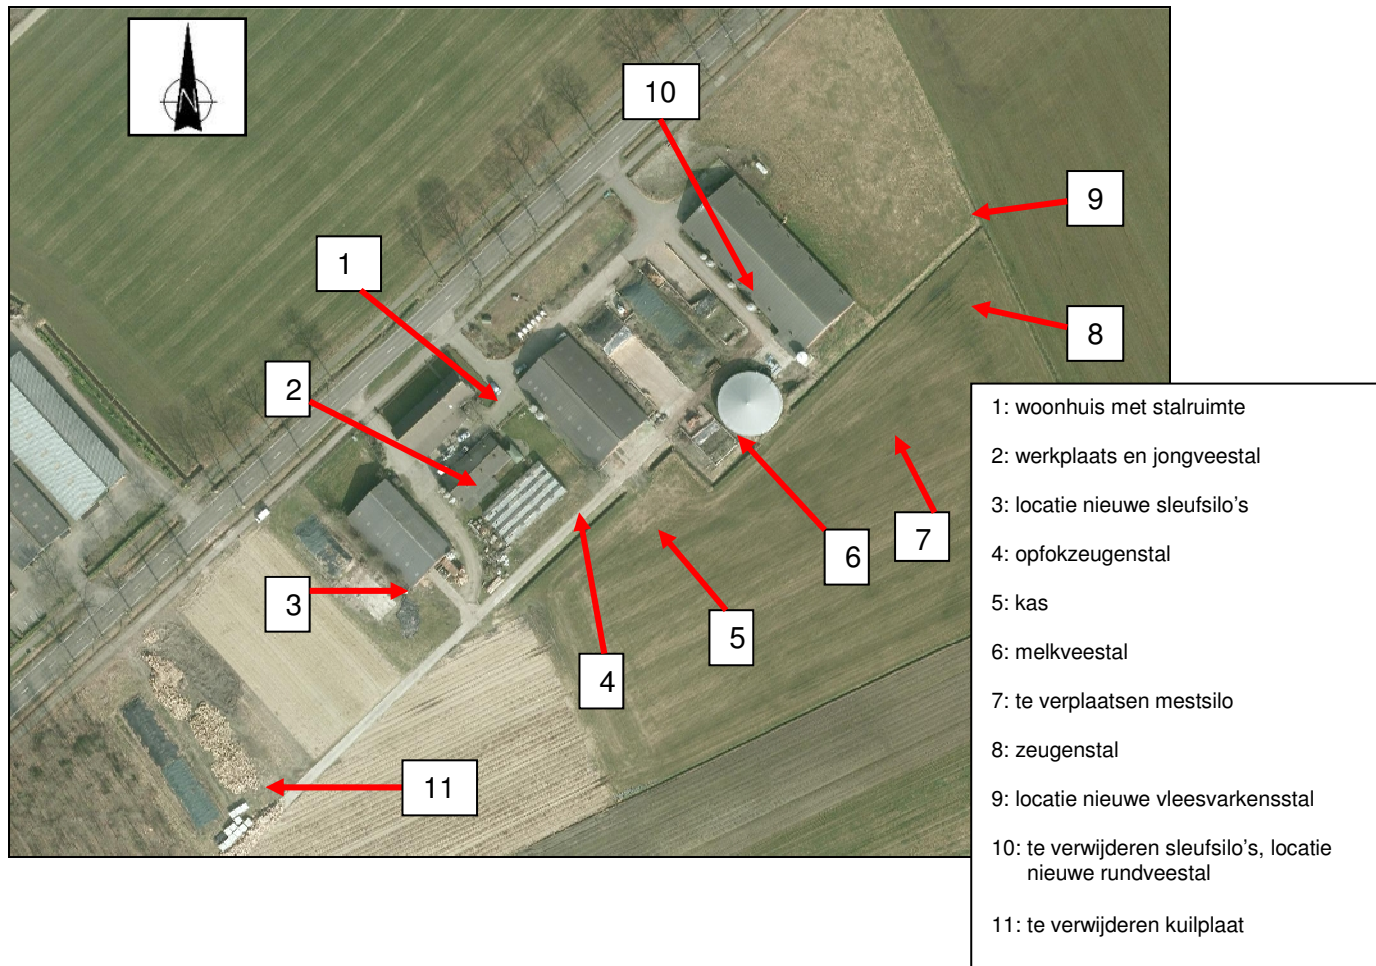 N
10
9
1
8
2
1: woonhuis met stalruimte
2: werkplaats en jongveestal
3: locatie nieuwe sleufsilo's
7
6
4: opfokzeugenstal
3
5
5: kas
4
6: melkveestal
7: te verplaatsen mestsilo
8: zeugenstal
11
9: locatie nieuwe vleesvarkensstal
10: te verwijderen sleufsilo's, locatie
nieuwe rundveestal
11: te verwijderen kuilplaat